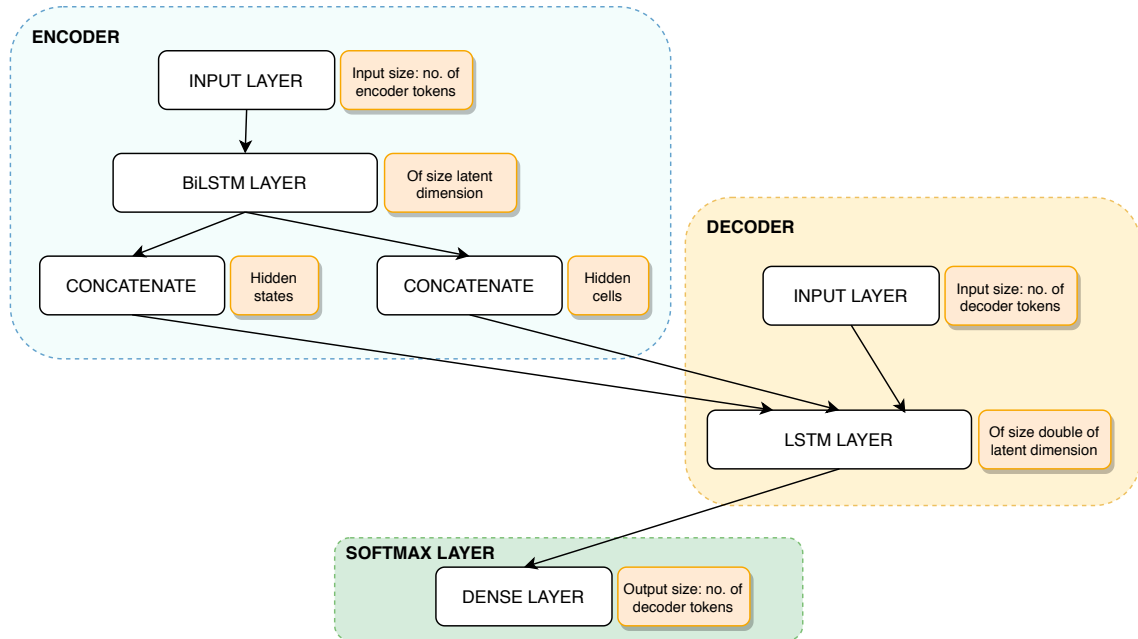 ENCODER
INPUT LAYER
Input size: no. of
encoder tokens
BiLSTM LAYER
Of size latent
dimension
CONCATENATE
Hidden
states
CONCATENATE
Hidden
cells
DECODER
INPUT LAYER
Input size: no. of
decoder tokens
LSTM LAYER
Of size double of
latent dimension
SOFTMAX LAYER
DENSE LAYER
Output size: no. of
decoder tokens